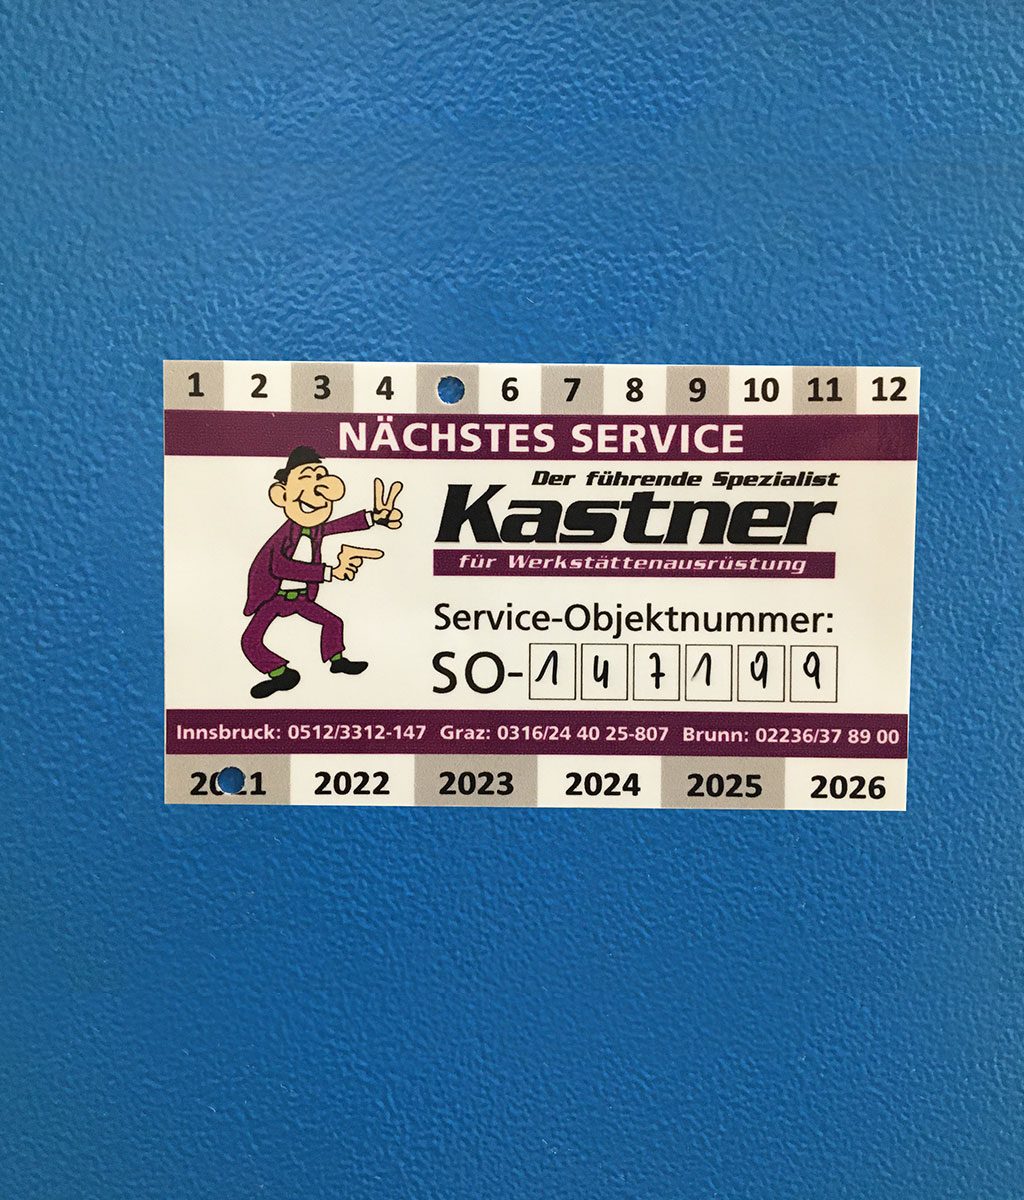 1 2 3 4 6 7 8 9 10 11 12
NÄCHSTES SERVICE
Der führende Spezialist
Kastner
für Werkstättenausrüstung
Service-Objektnummer:
SO-147199
Innsbruck: 0512/3312-147 Graz: 0316/24 40 25-807 Brunn: 02236/37 89 00
2021 2022 2023 2024 2025 2026